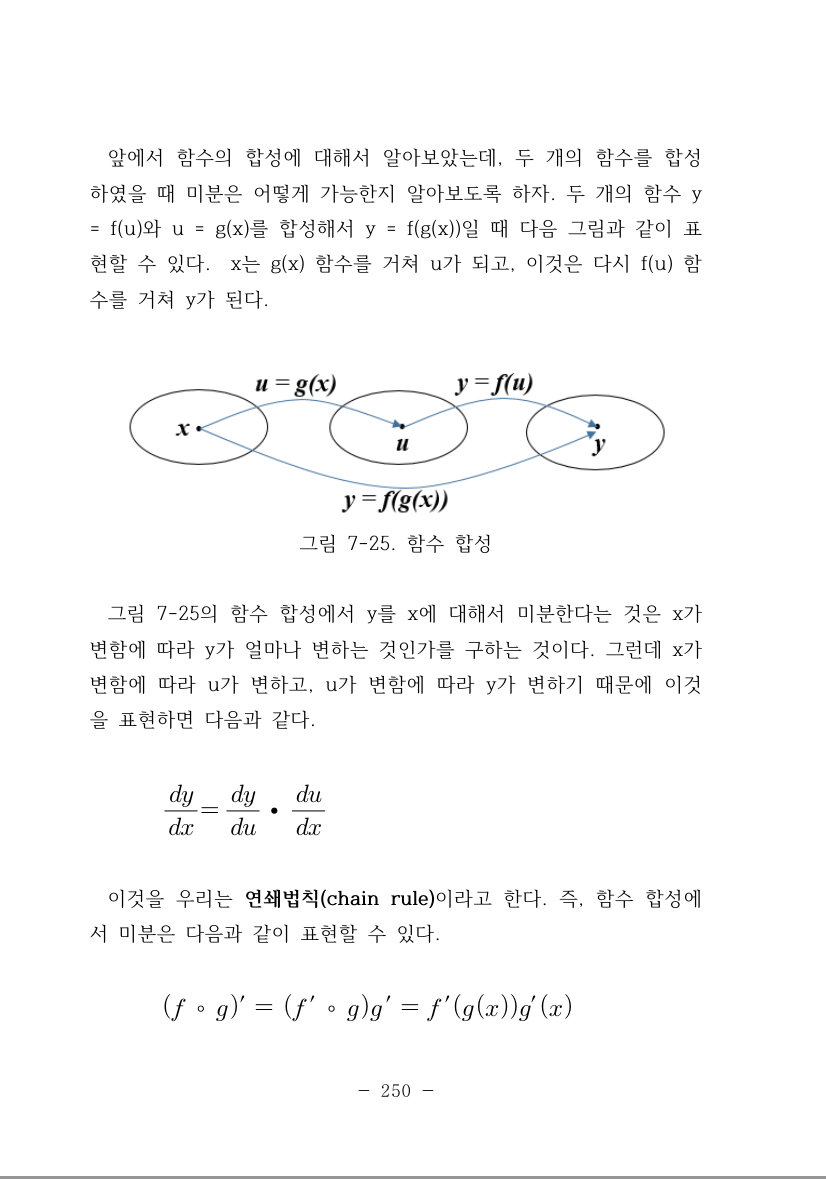 앞에서 함수의 합성에 대해서 알아보았는데, 두 개의 함수를 합성
하였을 때 미분은 어떻게 가능한지 알아보도록 하자. 두 개의 함수 y
= f(u)와 u = g(x)를 합성해서 y = f(g(x))일 때 다음 그림과 같이 표
현할 수 있다. x는 g(x) 함수를 거쳐 u가 되고, 이것은 다시 f(u) 함
수를 거쳐 y가 된다.
u = g(x) y = f(u)
x u y
y = f(g(x))
그림 7-25. 함수 합성
그림 7-25의 함수 합성에서 y를 x에 대해서 미분한다는 것은 x가
변함에 따라 y가 얼마나 변하는 것인가를 구하는 것이다. 그런데 x가
변함에 따라 u가 변하고, u가 변함에 따라 y가 변하기 때문에 이것
을 표현하면 다음과 같다.
dy/dx = dy/du • du/dx
이것을 우리는 연쇄법칙(chain rule)이라고 한다. 즉, 함수 합성에
서 미분은 다음과 같이 표현할 수 있다.
(f ∘ g)′ = (f′ ∘ g)g′ = f′(g(x))g′(x)
- 250 -